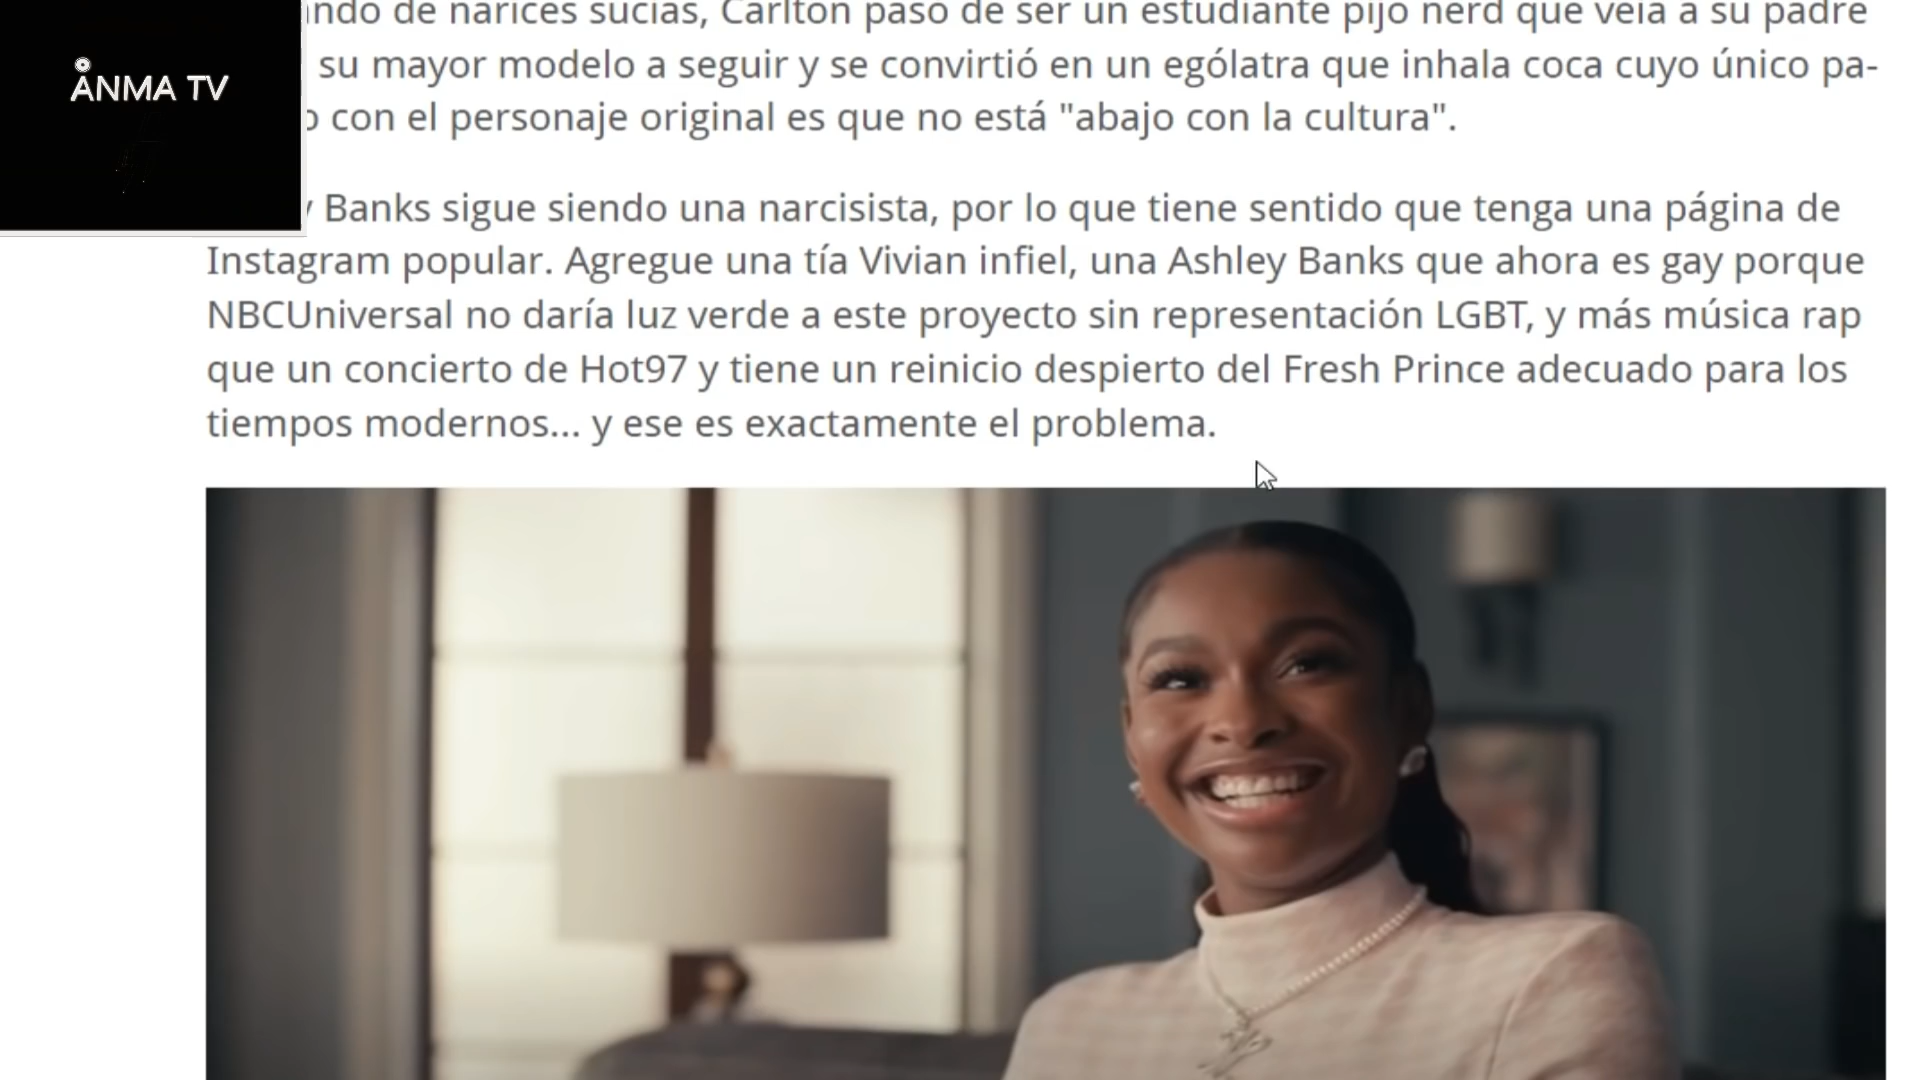 ÅNMA TV
de narices sucias, Carlton pasó de ser un estudiante pijo nerd que veía a su padre
su mayor modelo a seguir y se convirtió en un ególatra que inhala coca cuyo único pa-
con el personaje original es que no está "abajo con la cultura".
Banks sigue siendo una narcisista, por lo que tiene sentido que tenga una página de
Instagram popular. Agregue una tía Vivian infiel, una Ashley Banks que ahora es gay porque
NBCUniversal no daría luz verde a este proyecto sin representación LGBT, y más música rap
que un concierto de Hot97 y tiene un reinicio despierto del Fresh Prince adecuado para los
tiempos modernos... y ese es exactamente el problema.